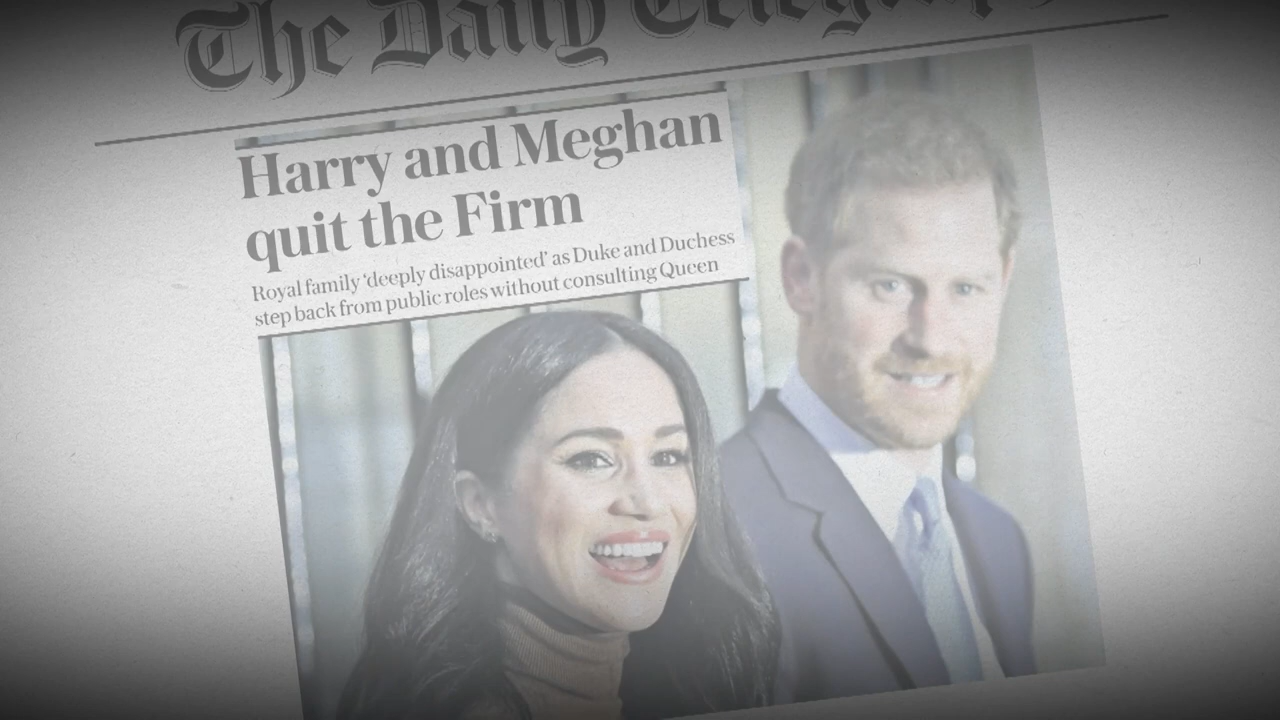 The Daily Telegraph
Harry and Meghan
quit the Firm
Royal family ‘deeply disappointed’ as Duke and Duchess
step back from public roles without consulting Queen